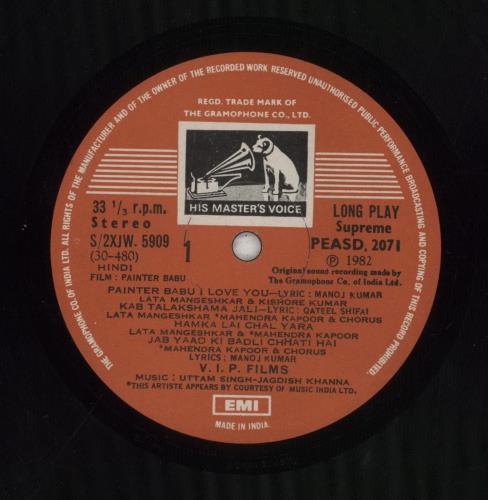 THE GRAMOPHONE CO. OF INDIA LTD. ALL RIGHTS OF THE MANUFACTURER AND OF THE OWNER OF THE RECORDED WORK RESERVED UNAUTHORISED PUBLIC PERFORMANCE BROADCASTING AND COPYING OF THIS RECORD PROHIBITED.
REGD. TRADE MARK OF
THE GRAMOPHONE CO., LTD.
HIS MASTER'S VOICE
33 1/3 r.p.m.
Stereo
S/2XJW. 5909
(30-480)
HINDI
FILM : PAINTER BABU
1
LONG PLAY
Supreme
PEASD. 2071
℗ 1982
Original sound recording made by
The Gramophone Co. of India Ltd.
PAINTER BABU I LOVE YOU—LYRIC: MANOJ KUMAR
LATA MANGESHKAR & KISHORE KUMAR
KAB TALAKSHAMA JALI—LYRIC: QATEEL SHIFAI
LATA MANGESHKAR *MAHENDRA KAPOOR & CHORUS
HAMKA LAI CHAL YARA
LATA MANGESHKAR & *MAHENDRA KAPOOR
JAB YAAD KI BADLI CHHATI HAI
*MAHENDRA KAPOOR & CHORUS
LYRICS: MANOJ KUMAR
V. I. P. FILMS
MUSIC: UTTAM SINGH-JAGDISH KHANNA
*THIS ARTISTE APPEARS BY COURTESY OF MUSIC INDIA LTD.
EMI
MADE IN INDIA.